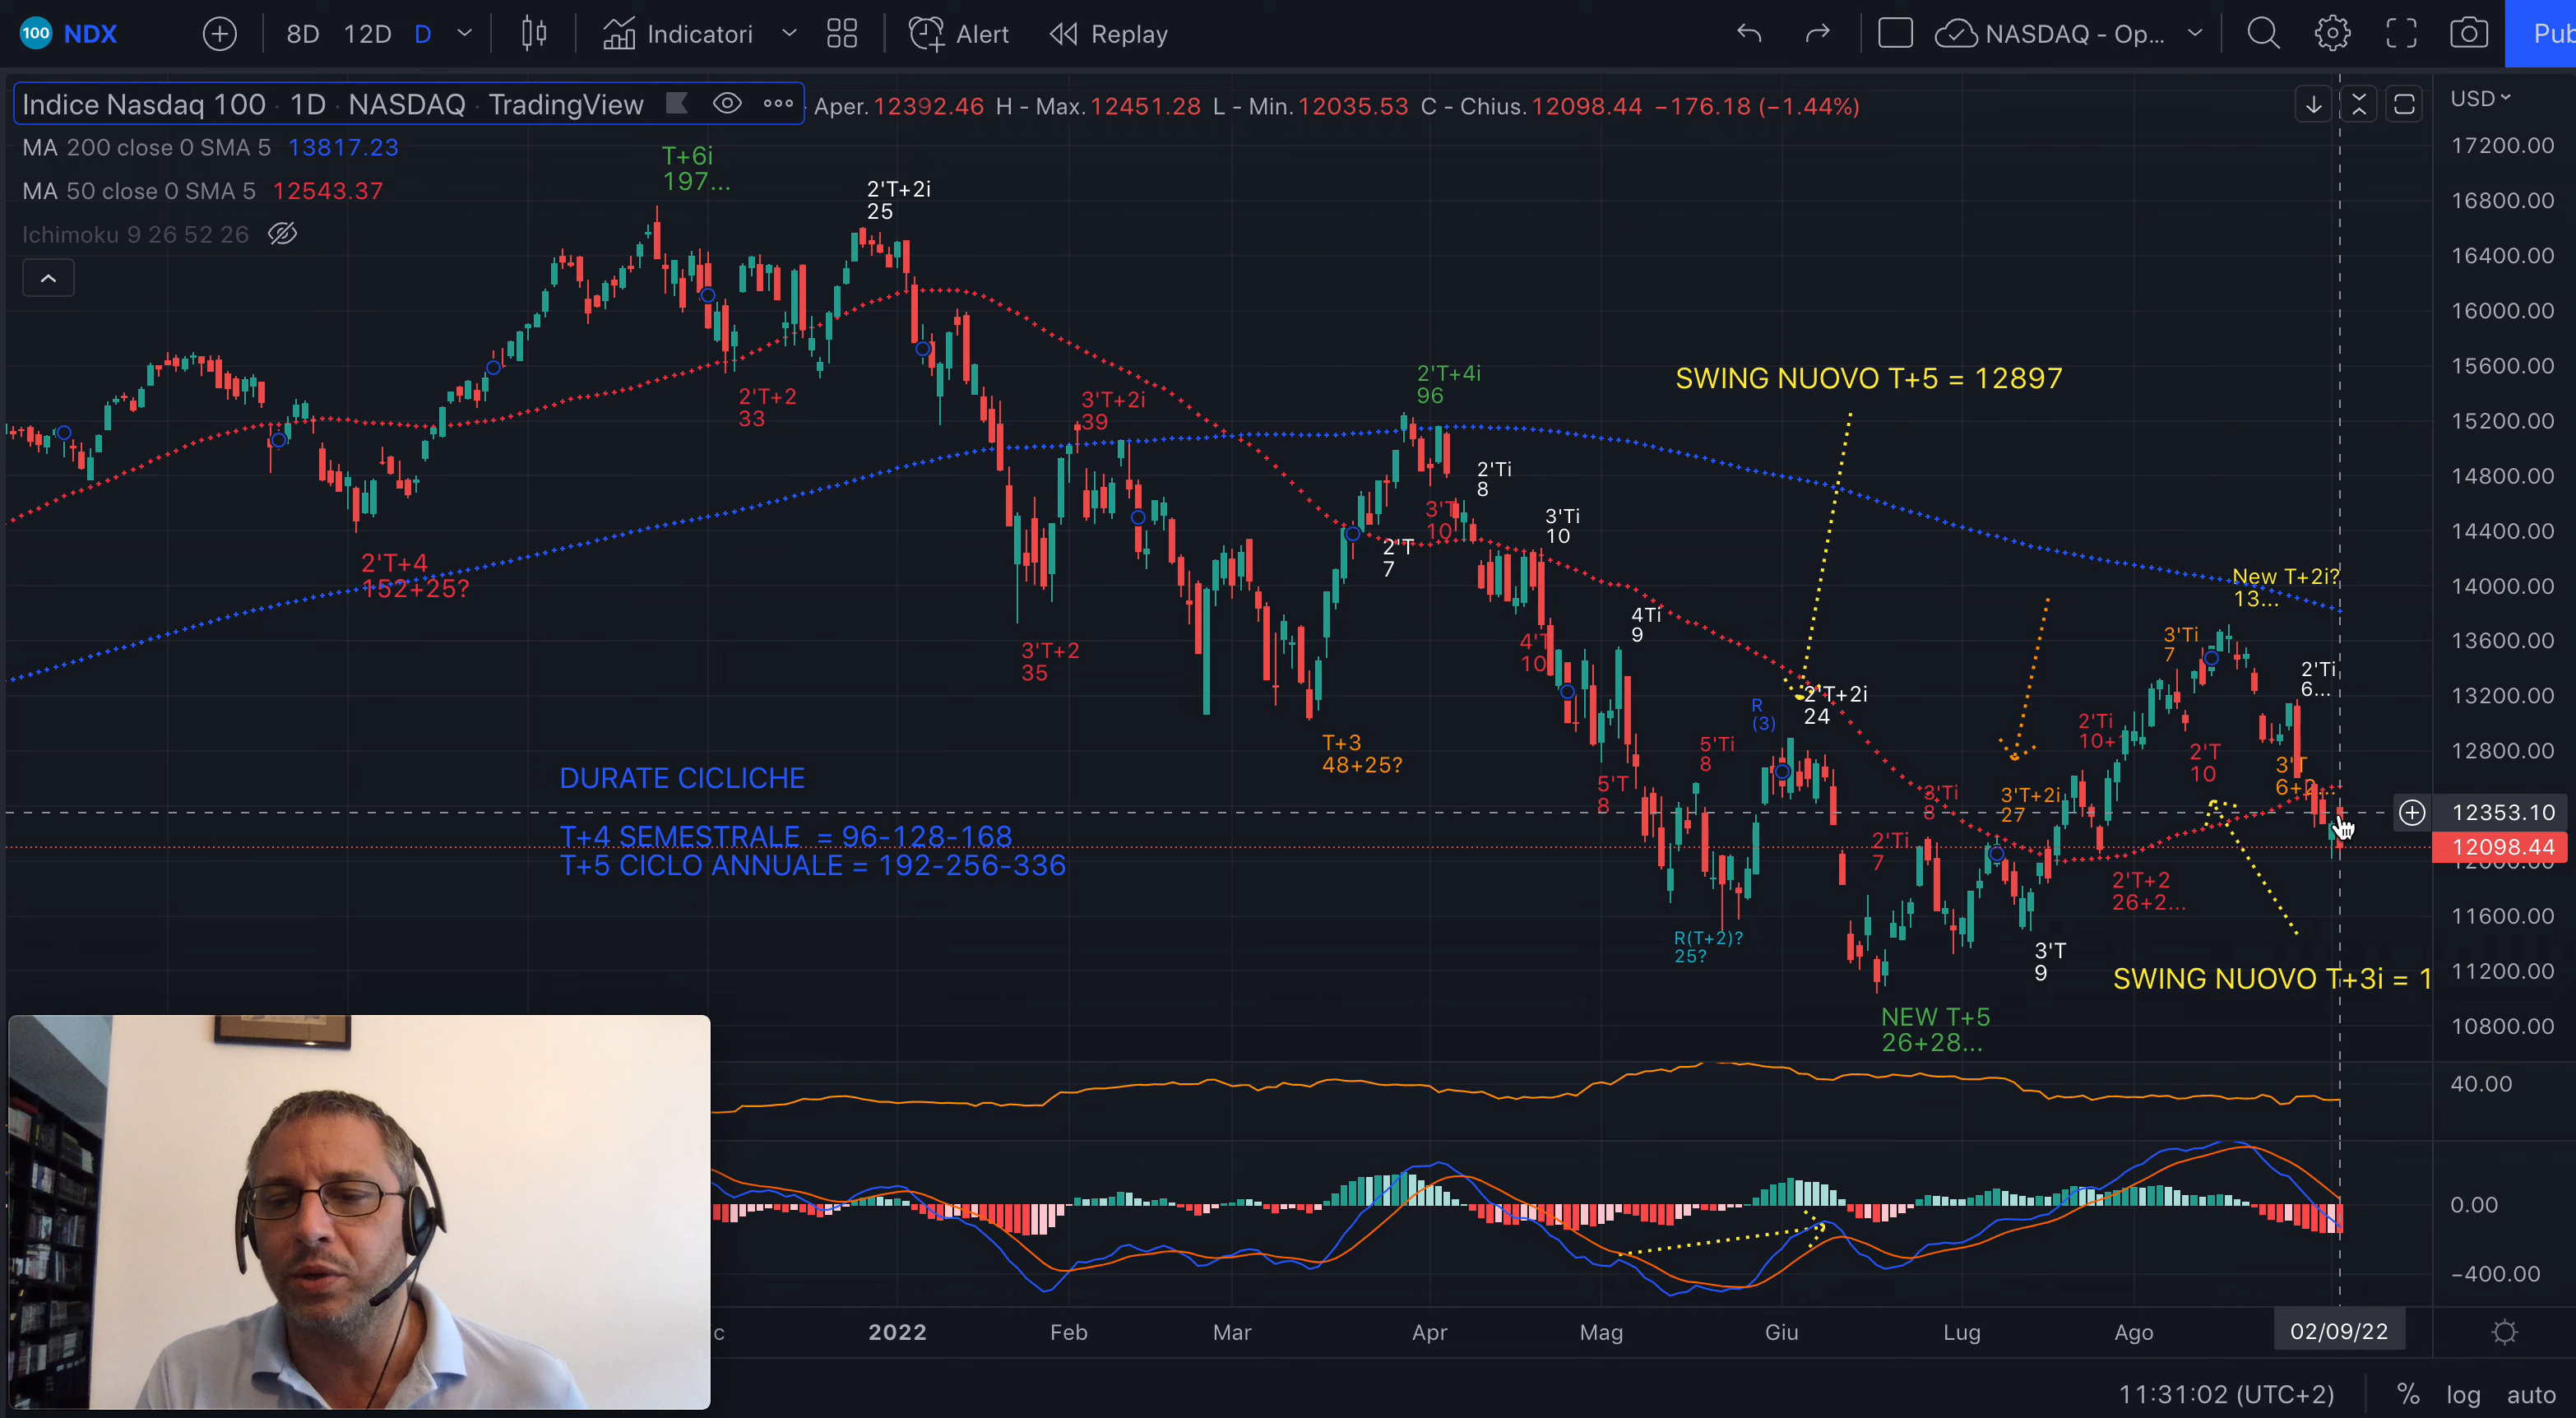 100 NDX 8D 12D D Indicatori Alert Replay NASDAQ - Op... Pub
Indice Nasdaq 100 · 1D · NASDAQ · TradingView Aper. 12392.46 H - Max. 12451.28 L - Min. 12035.53 C - Chius. 12098.44 −176.18 (−1.44%)
USD
MA 200 close 0 SMA 5 13817.23
MA 50 close 0 SMA 5 12543.37
Ichimoku 9 26 52 26
T+6i
197...
2'T+2i
25
2'T+4
152+25?
2'T+2
33
3'T+2i
39
3'T+2
35
T+3
48+25?
2'T+4i
96
2'Ti
8
3'T
10
2'T
7
3'Ti
10
4'T
10
4Ti
9
5'T
8
5'Ti
8
R(T+2)?
25?
R
(3)
SWING NUOVO T+5 = 12897
2'T+2i
24
2'Ti
7
3'Ti
8
NEW T+5
26+28...
3'T+2i
27
3'T
9
2'Ti
10+
2'T+2
26+2...
3'Ti
7
2'T
10
New T+2i?
13...
2'Ti
6...
3'T
6+2...
SWING NUOVO T+3i = 1
DURATE CICLICHE
T+4 SEMESTRALE = 96-128-168
T+5 CICLO ANNUALE = 192-256-336
17200.00
16800.00
16400.00
16000.00
15600.00
15200.00
14800.00
14400.00
14000.00
13600.00
13200.00
12800.00
12353.10
12098.44
11600.00
11200.00
10800.00
40.00
0.00
−400.00
c 2022 Feb Mar Apr Mag Giu Lug Ago 02/09/22
11:31:02 (UTC+2) % log auto